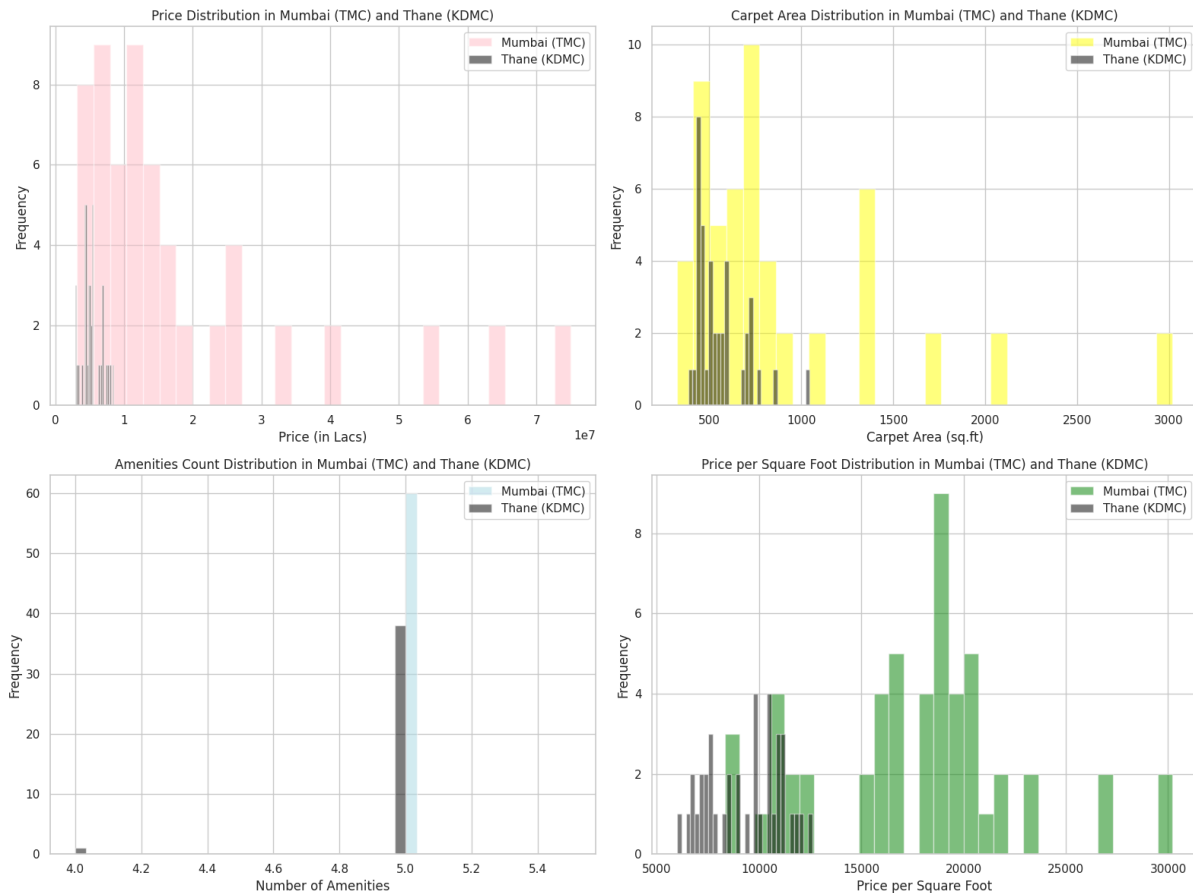 Price Distribution in Mumbai (TMC) and Thane (KDMC)
Mumbai (TMC)
Thane (KDMC)
Frequency
8
6
4
2
0
0 1 2 3 4 5 6 7
1e7
Price (in Lacs)
Carpet Area Distribution in Mumbai (TMC) and Thane (KDMC)
Mumbai (TMC)
Thane (KDMC)
Frequency
10
8
6
4
2
0
500 1000 1500 2000 2500 3000
Carpet Area (sq.ft)
Amenities Count Distribution in Mumbai (TMC) and Thane (KDMC)
Mumbai (TMC)
Thane (KDMC)
Frequency
60
50
40
30
20
10
0
4.0 4.2 4.4 4.6 4.8 5.0 5.2 5.4
Number of Amenities
Price per Square Foot Distribution in Mumbai (TMC) and Thane (KDMC)
Mumbai (TMC)
Thane (KDMC)
Frequency
8
6
4
2
0
5000 10000 15000 20000 25000 30000
Price per Square Foot